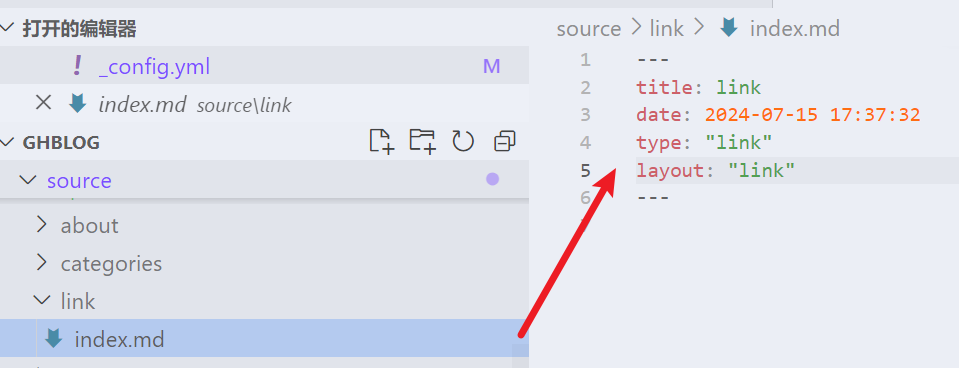 打开的编辑器
! _config.yml M
index.md source\link
GHBLOG
source
about
categories
link
index.md
source > link > index.md
1 ---
2 title: link
3 date: 2024-07-15 17:37:32
4 type: "link"
5 layout: "link"
6 ---